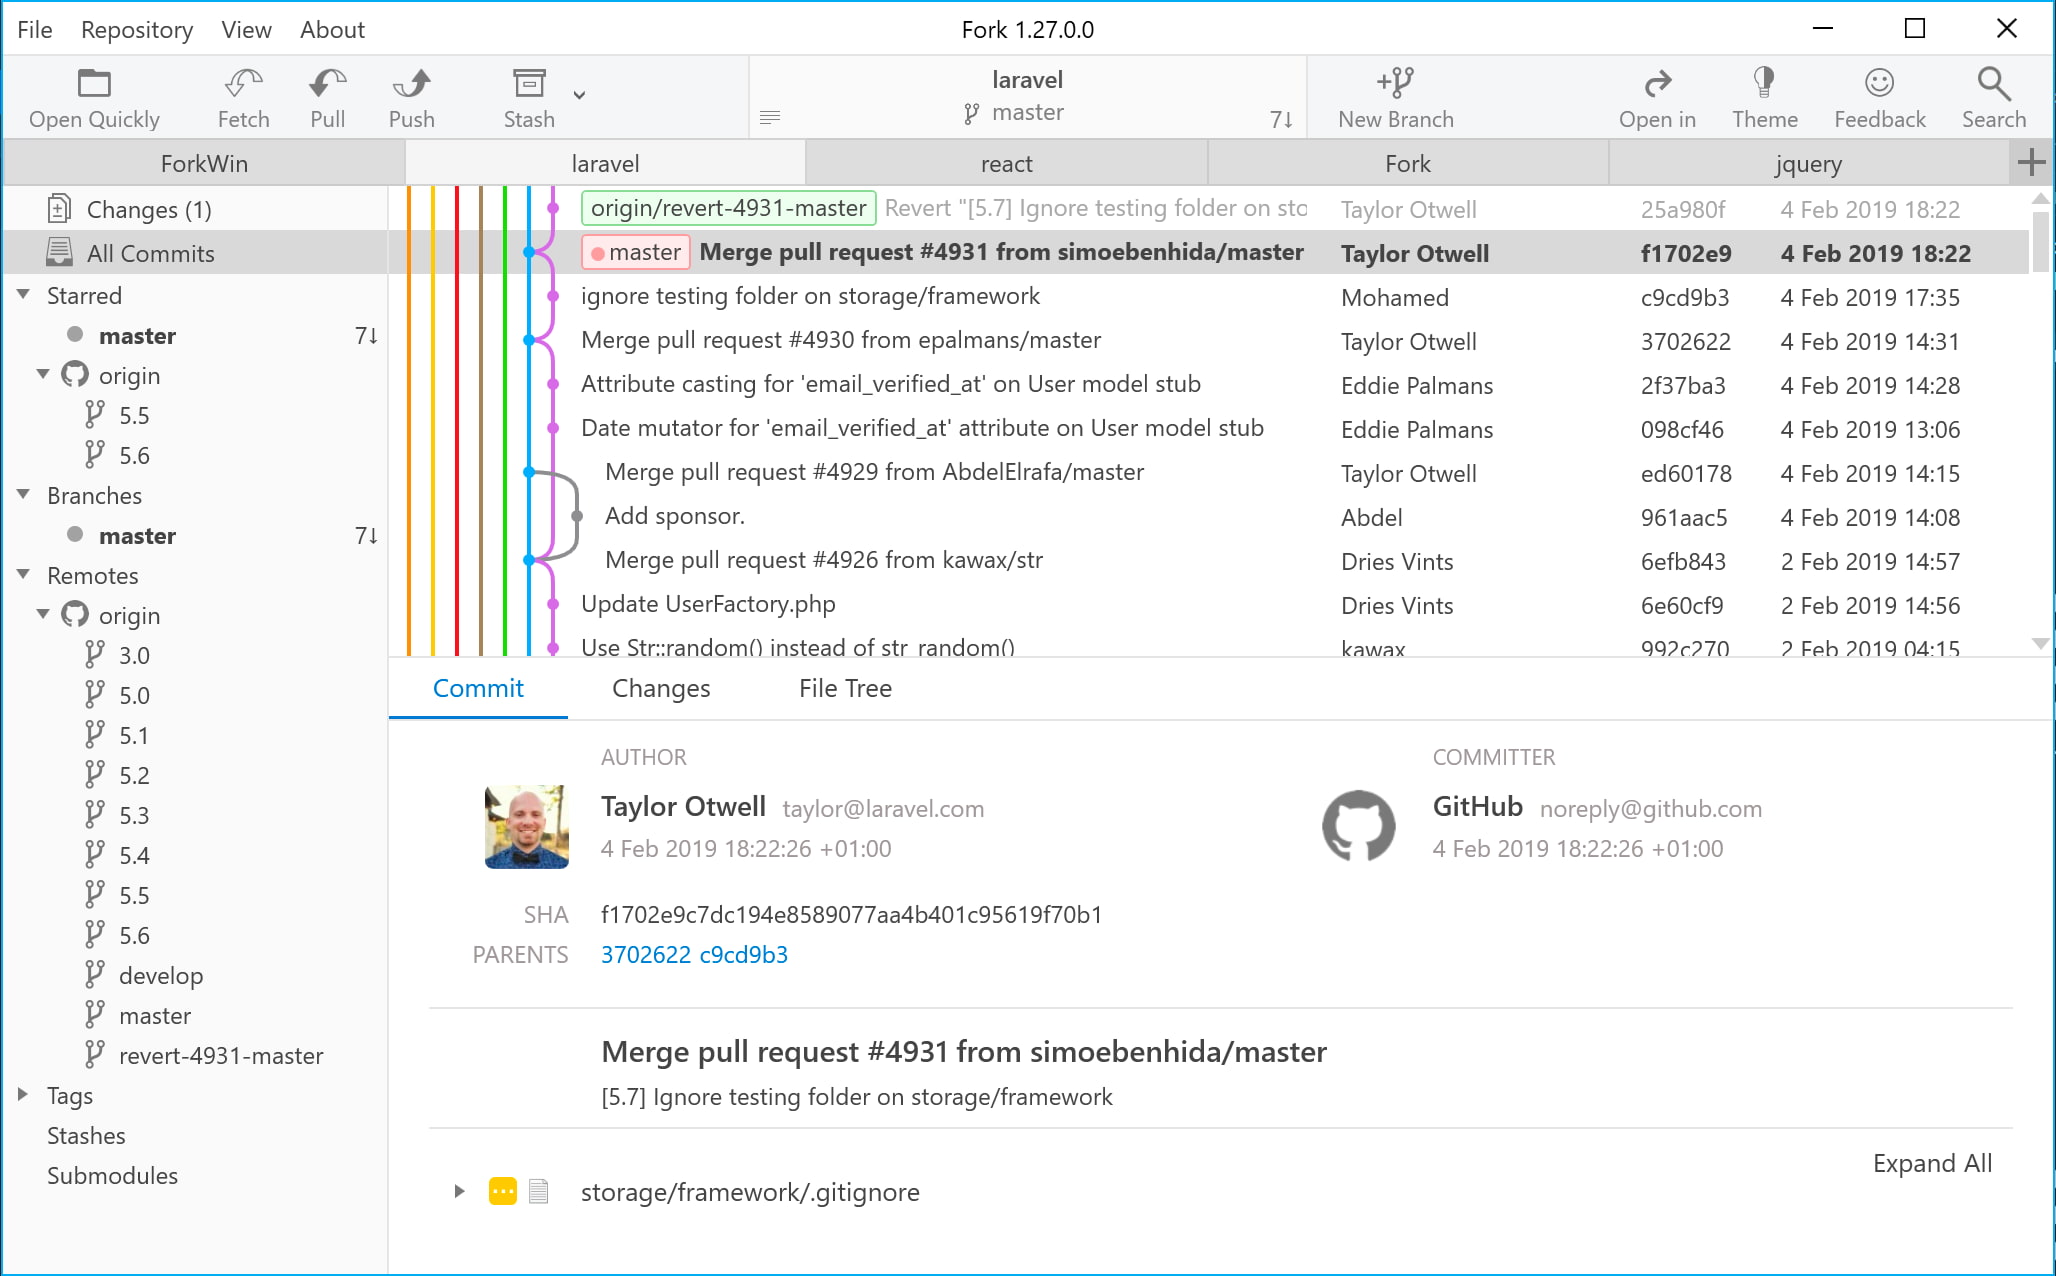 File Repository View About Fork 1.27.0.0
Open Quickly Fetch Pull Push Stash
laravel
master 7↓
New Branch Open in Theme Feedback Search
ForkWin laravel react Fork jquery
Changes (1)
All Commits
Starred
master 7↓
origin
5.5
5.6
Branches
master 7↓
Remotes
origin
3.0
5.0
5.1
5.2
5.3
5.4
5.5
5.6
develop
master
revert-4931-master
Tags
Stashes
Submodules
origin/revert-4931-master Revert "[5.7] Ignore testing folder on sto Taylor Otwell 25a980f 4 Feb 2019 18:22
master Merge pull request #4931 from simoebenhida/master Taylor Otwell f1702e9 4 Feb 2019 18:22
ignore testing folder on storage/framework Mohamed c9cd9b3 4 Feb 2019 17:35
Merge pull request #4930 from epalmans/master Taylor Otwell 3702622 4 Feb 2019 14:31
Attribute casting for 'email_verified_at' on User model stub Eddie Palmans 2f37ba3 4 Feb 2019 14:28
Date mutator for 'email_verified_at' attribute on User model stub Eddie Palmans 098cf46 4 Feb 2019 13:06
Merge pull request #4929 from AbdelElrafa/master Taylor Otwell ed60178 4 Feb 2019 14:15
Add sponsor. Abdel 961aac5 4 Feb 2019 14:08
Merge pull request #4926 from kawax/str Dries Vints 6efb843 2 Feb 2019 14:57
Update UserFactory.php Dries Vints 6e60cf9 2 Feb 2019 14:56
Use Str::random() instead of str_random() kawax 992c270 2 Feb 2019 04:15
Commit Changes File Tree
AUTHOR
Taylor Otwell taylor@laravel.com
4 Feb 2019 18:22:26 +01:00
COMMITTER
GitHub noreply@github.com
4 Feb 2019 18:22:26 +01:00
SHA f1702e9c7dc194e8589077aa4b401c95619f70b1
PARENTS 3702622 c9cd9b3
Merge pull request #4931 from simoebenhida/master
[5.7] Ignore testing folder on storage/framework
Expand All
storage/framework/.gitignore